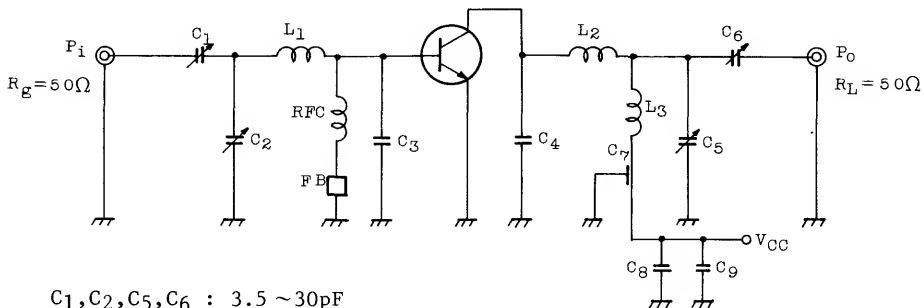 Pi
Rg=50Ω
C1
L1
C2
RFC
FB
C3
C4
L2
L3
C7
C6
C5
Po
RL=50Ω
VCC
C8
C9
C1,C2,C5,C6 : 3.5 ~30pF